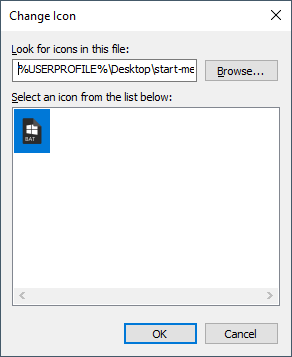 Change Icon
Look for icons in this file:
%USERPROFILE%\Desktop\start-me
Browse...
Select an icon from the list below:
BAT
OK
Cancel